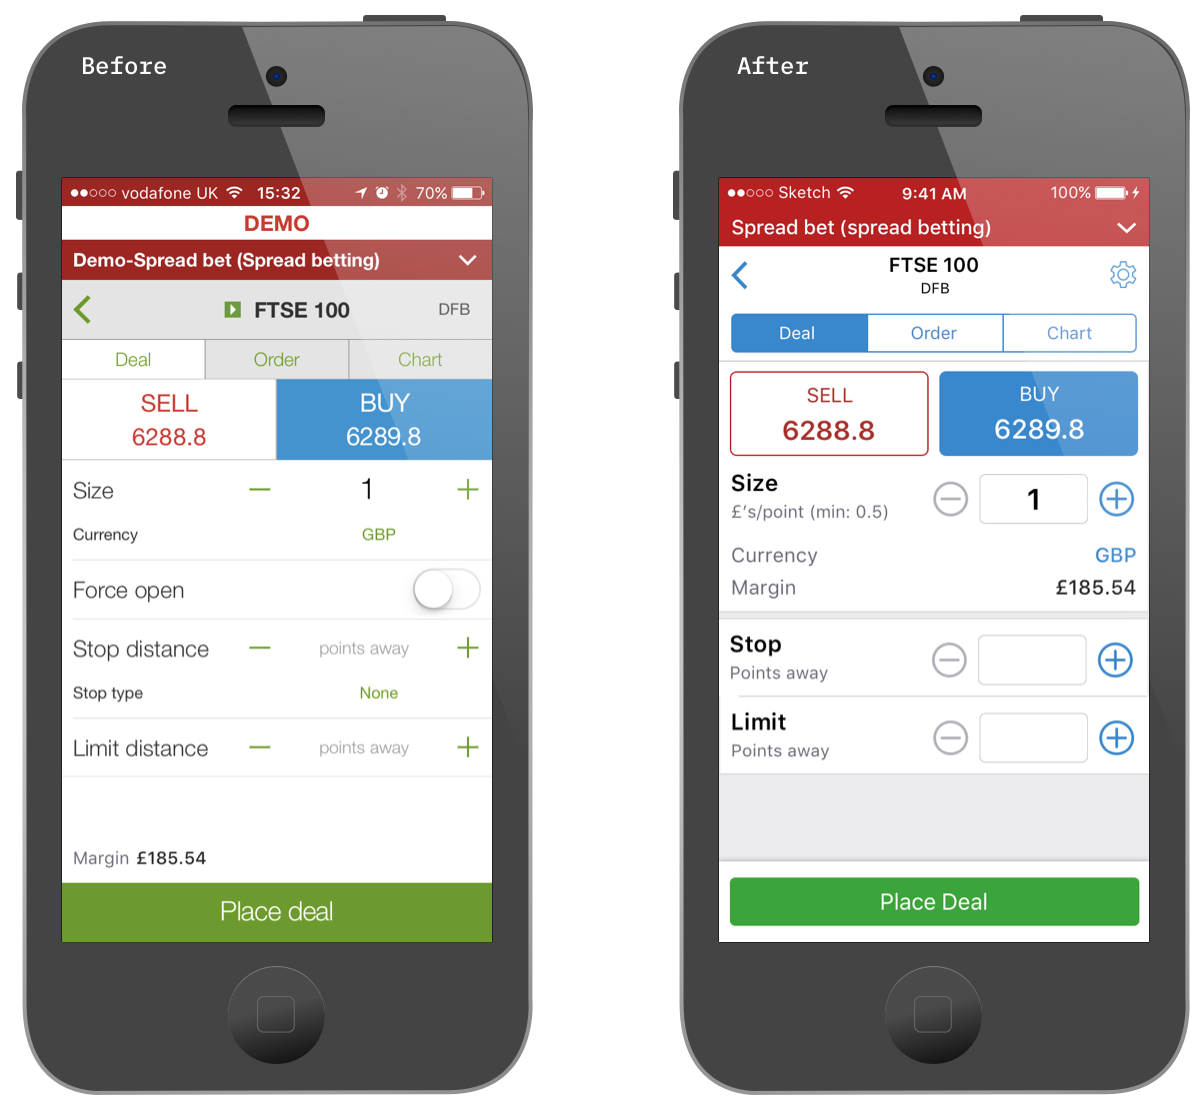 Before
vodafone UK 15:32 70%
DEMO
Demo-Spread bet (Spread betting)
FTSE 100 DFB
Deal Order Chart
SELL BUY
6288.8 6289.8
Size 1
Currency GBP
Force open
Stop distance points away
Stop type None
Limit distance points away
Margin £185.54
Place deal
After
Sketch 9:41 AM 100%
Spread bet (spread betting)
FTSE 100
DFB
Deal Order Chart
SELL BUY
6288.8 6289.8
Size 1
£'s/point (min: 0.5)
Currency GBP
Margin £185.54
Stop
Points away
Limit
Points away
Place Deal